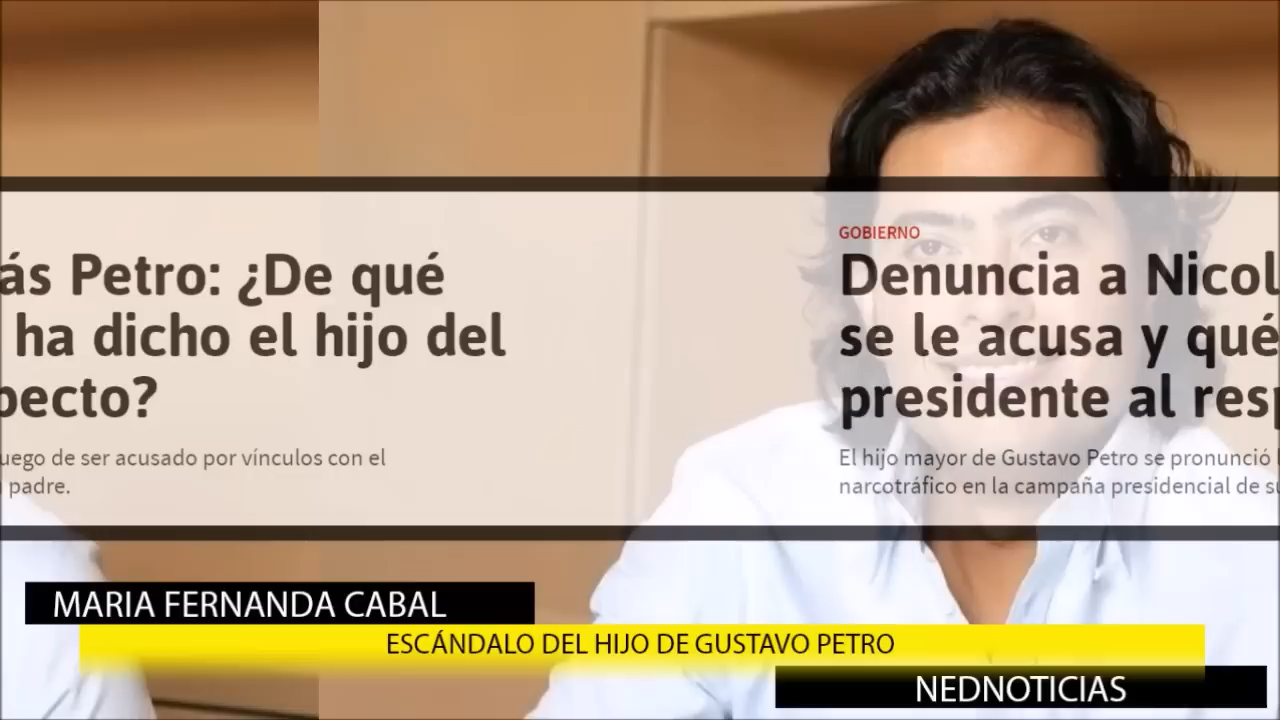 ás Petro: ¿De qué
ha dicho el hijo del
pecto?
uego de ser acusado por vínculos con el
padre.
GOBIERNO
Denuncia a Nicol
se le acusa y qué
presidente al resp
El hijo mayor de Gustavo Petro se pronunció
narcotráfico en la campaña presidencial de su
MARIA FERNANDA CABAL
ESCÁNDALO DEL HIJO DE GUSTAVO PETRO
NEDNOTICIAS